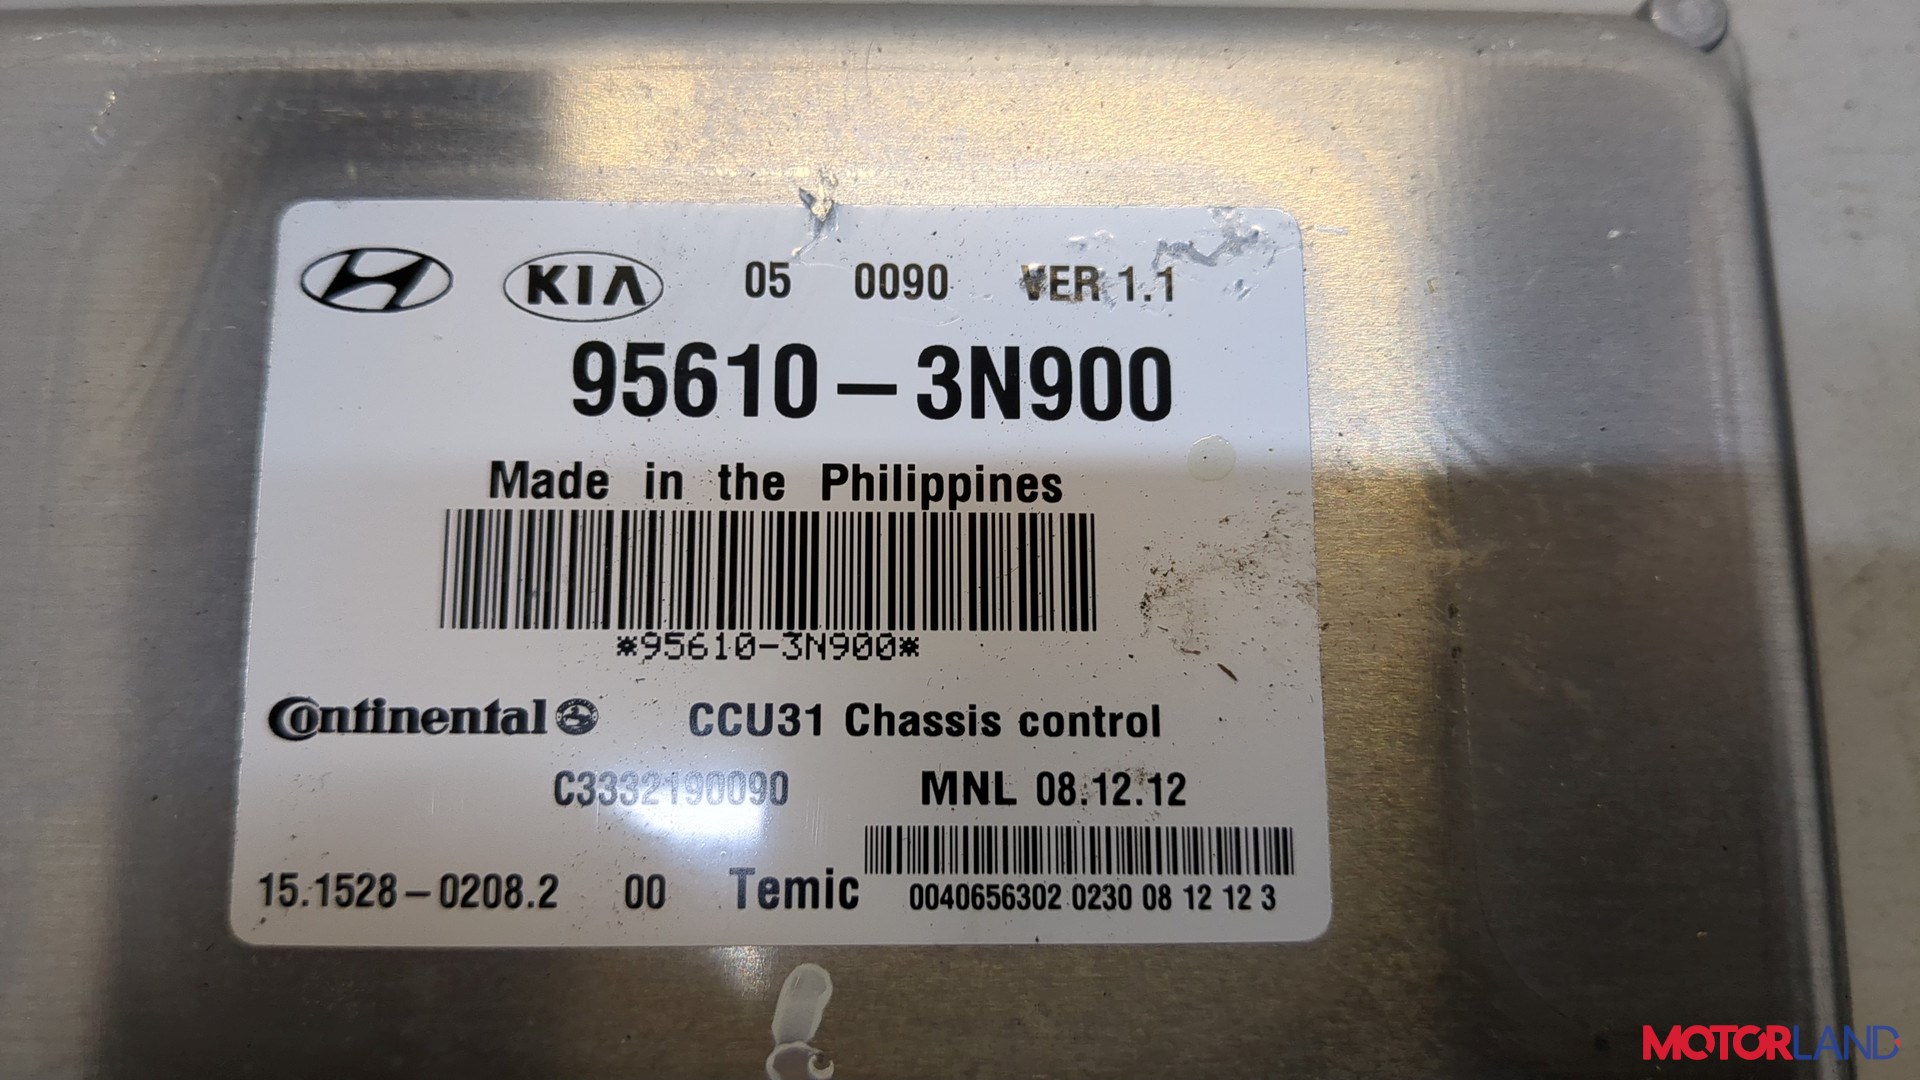 KIA 05 0090 VER 1.1
95610-3N900
Made in the Philippines
*95610-3N900*
Continental CCU31 Chassis control
C3332190090 MNL 08.12.12
15.1528-0208.2 00 Temic 0040656302 0230 08 12 12 3
MOTORLAND